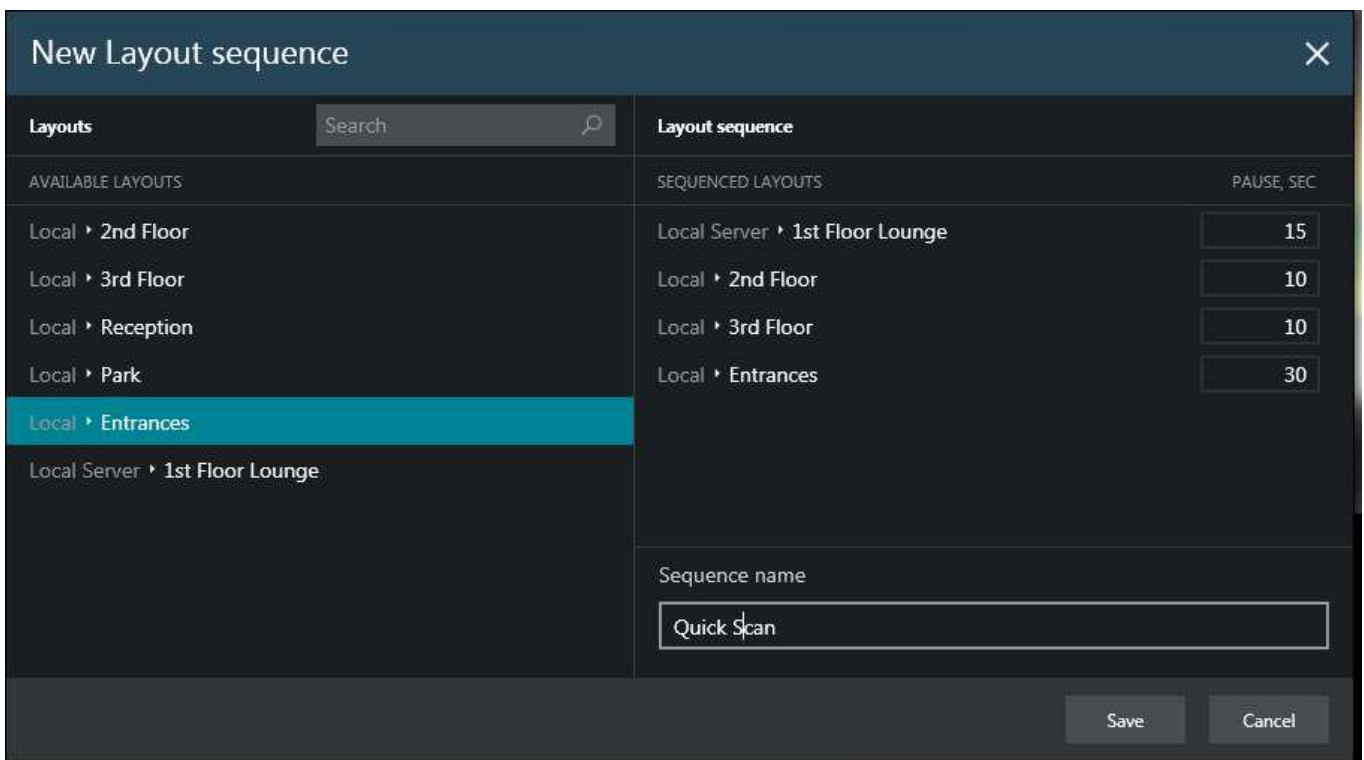 New Layout sequence
Layouts
Search
AVAILABLE LAYOUTS
Local ‣ 2nd Floor
Local ‣ 3rd Floor
Local ‣ Reception
Local ‣ Park
Local ‣ Entrances
Local Server ‣ 1st Floor Lounge
Layout sequence
SEQUENCED LAYOUTS PAUSE, SEC
Local Server ‣ 1st Floor Lounge 15
Local ‣ 2nd Floor 10
Local ‣ 3rd Floor 10
Local ‣ Entrances 30
Sequence name
Quick Scan
Save Cancel